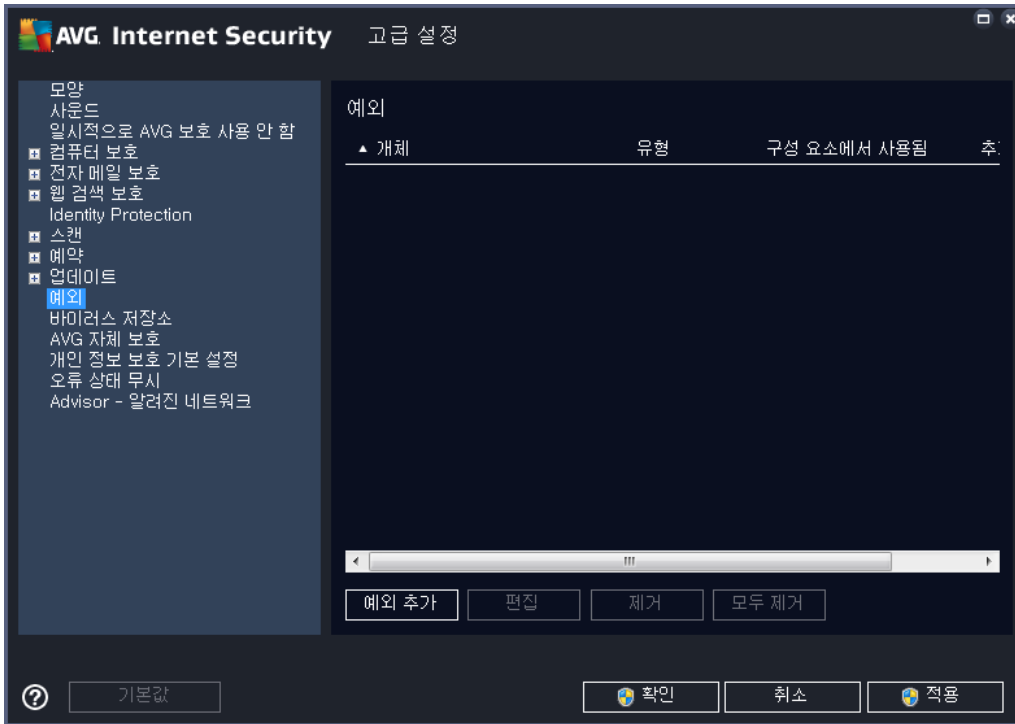 AVG Internet Security 고급 설정
모양
사운드
일시적으로 AVG 보호 사용 안 함
컴퓨터 보호
전자 메일 보호
웹 검색 보호
Identity Protection
스캔
예약
업데이트
예외
바이러스 저장소
AVG 자체 보호
개인 정보 보호 기본 설정
오류 상태 무시
Advisor - 알려진 네트워크
예외
개체 유형 구성 요소에서 사용됨
예외 추가 편집 제거 모두 제거
기본값 확인 취소 적용